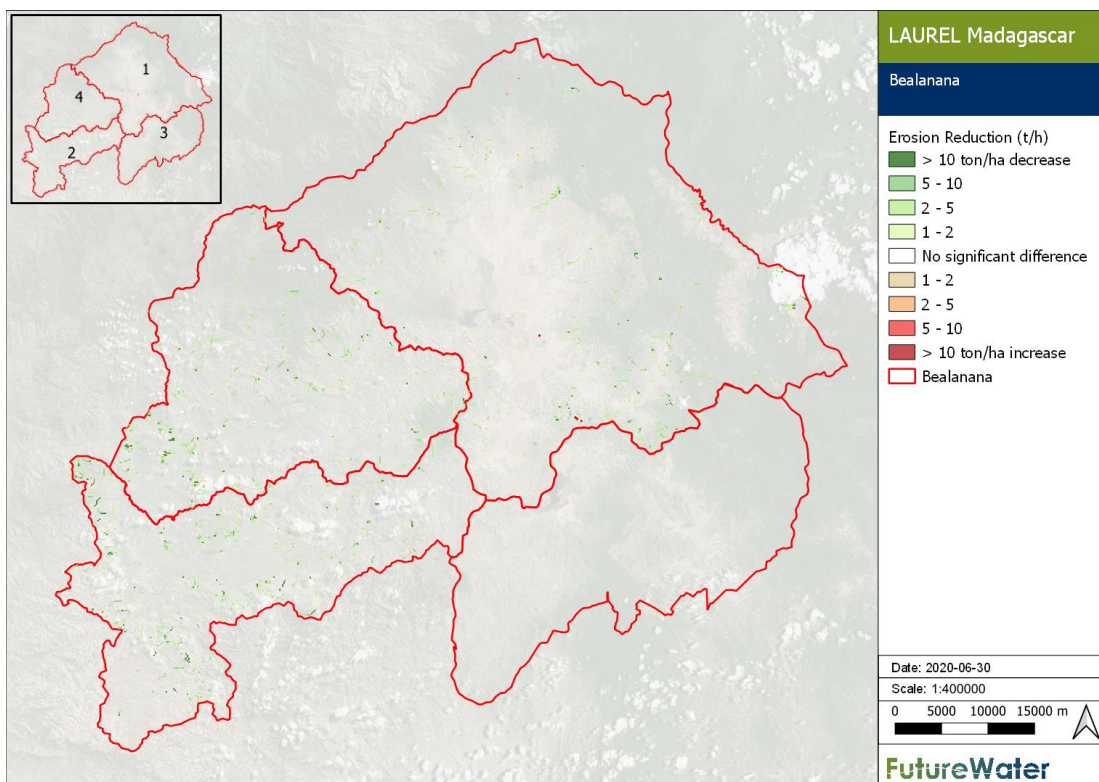 1
4
3
2
LAUREL Madagascar
Bealanana
Erosion Reduction (t/h)
> 10 ton/ha decrease
5 - 10
2 - 5
1 - 2
No significant difference
1 - 2
2 - 5
5 - 10
> 10 ton/ha increase
Bealanana
Date: 2020-06-30
Scale: 1:400000
0 5000 10000 15000 m
FutureWater